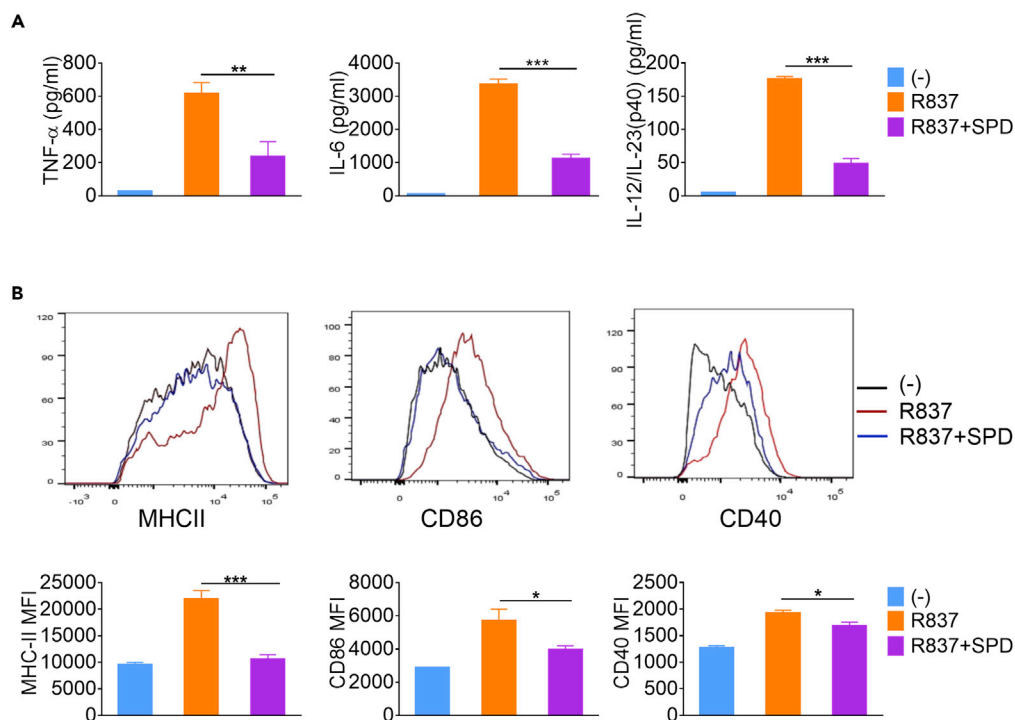 A
TNF-α (pg/ml)
800
600
400
200
0
**
IL-6 (pg/ml)
4000
3000
2000
1000
0
***
IL-12/IL-23(p40) (pg/ml)
200
150
100
50
0
***
(-)
R837
R837+SPD
B
120
90
60
30
0
-10³ 0 10⁴ 10⁵
MHCII
100
80
60
40
20
0
0 10⁴ 10⁵
CD86
120
90
60
30
0
0 10⁴ 10⁵
CD40
(-)
R837
R837+SPD
MHC-II MFI
25000
20000
15000
10000
5000
0
***
CD86 MFI
8000
6000
4000
2000
0
*
CD40 MFI
2500
2000
1500
1000
500
0
*
(-)
R837
R837+SPD